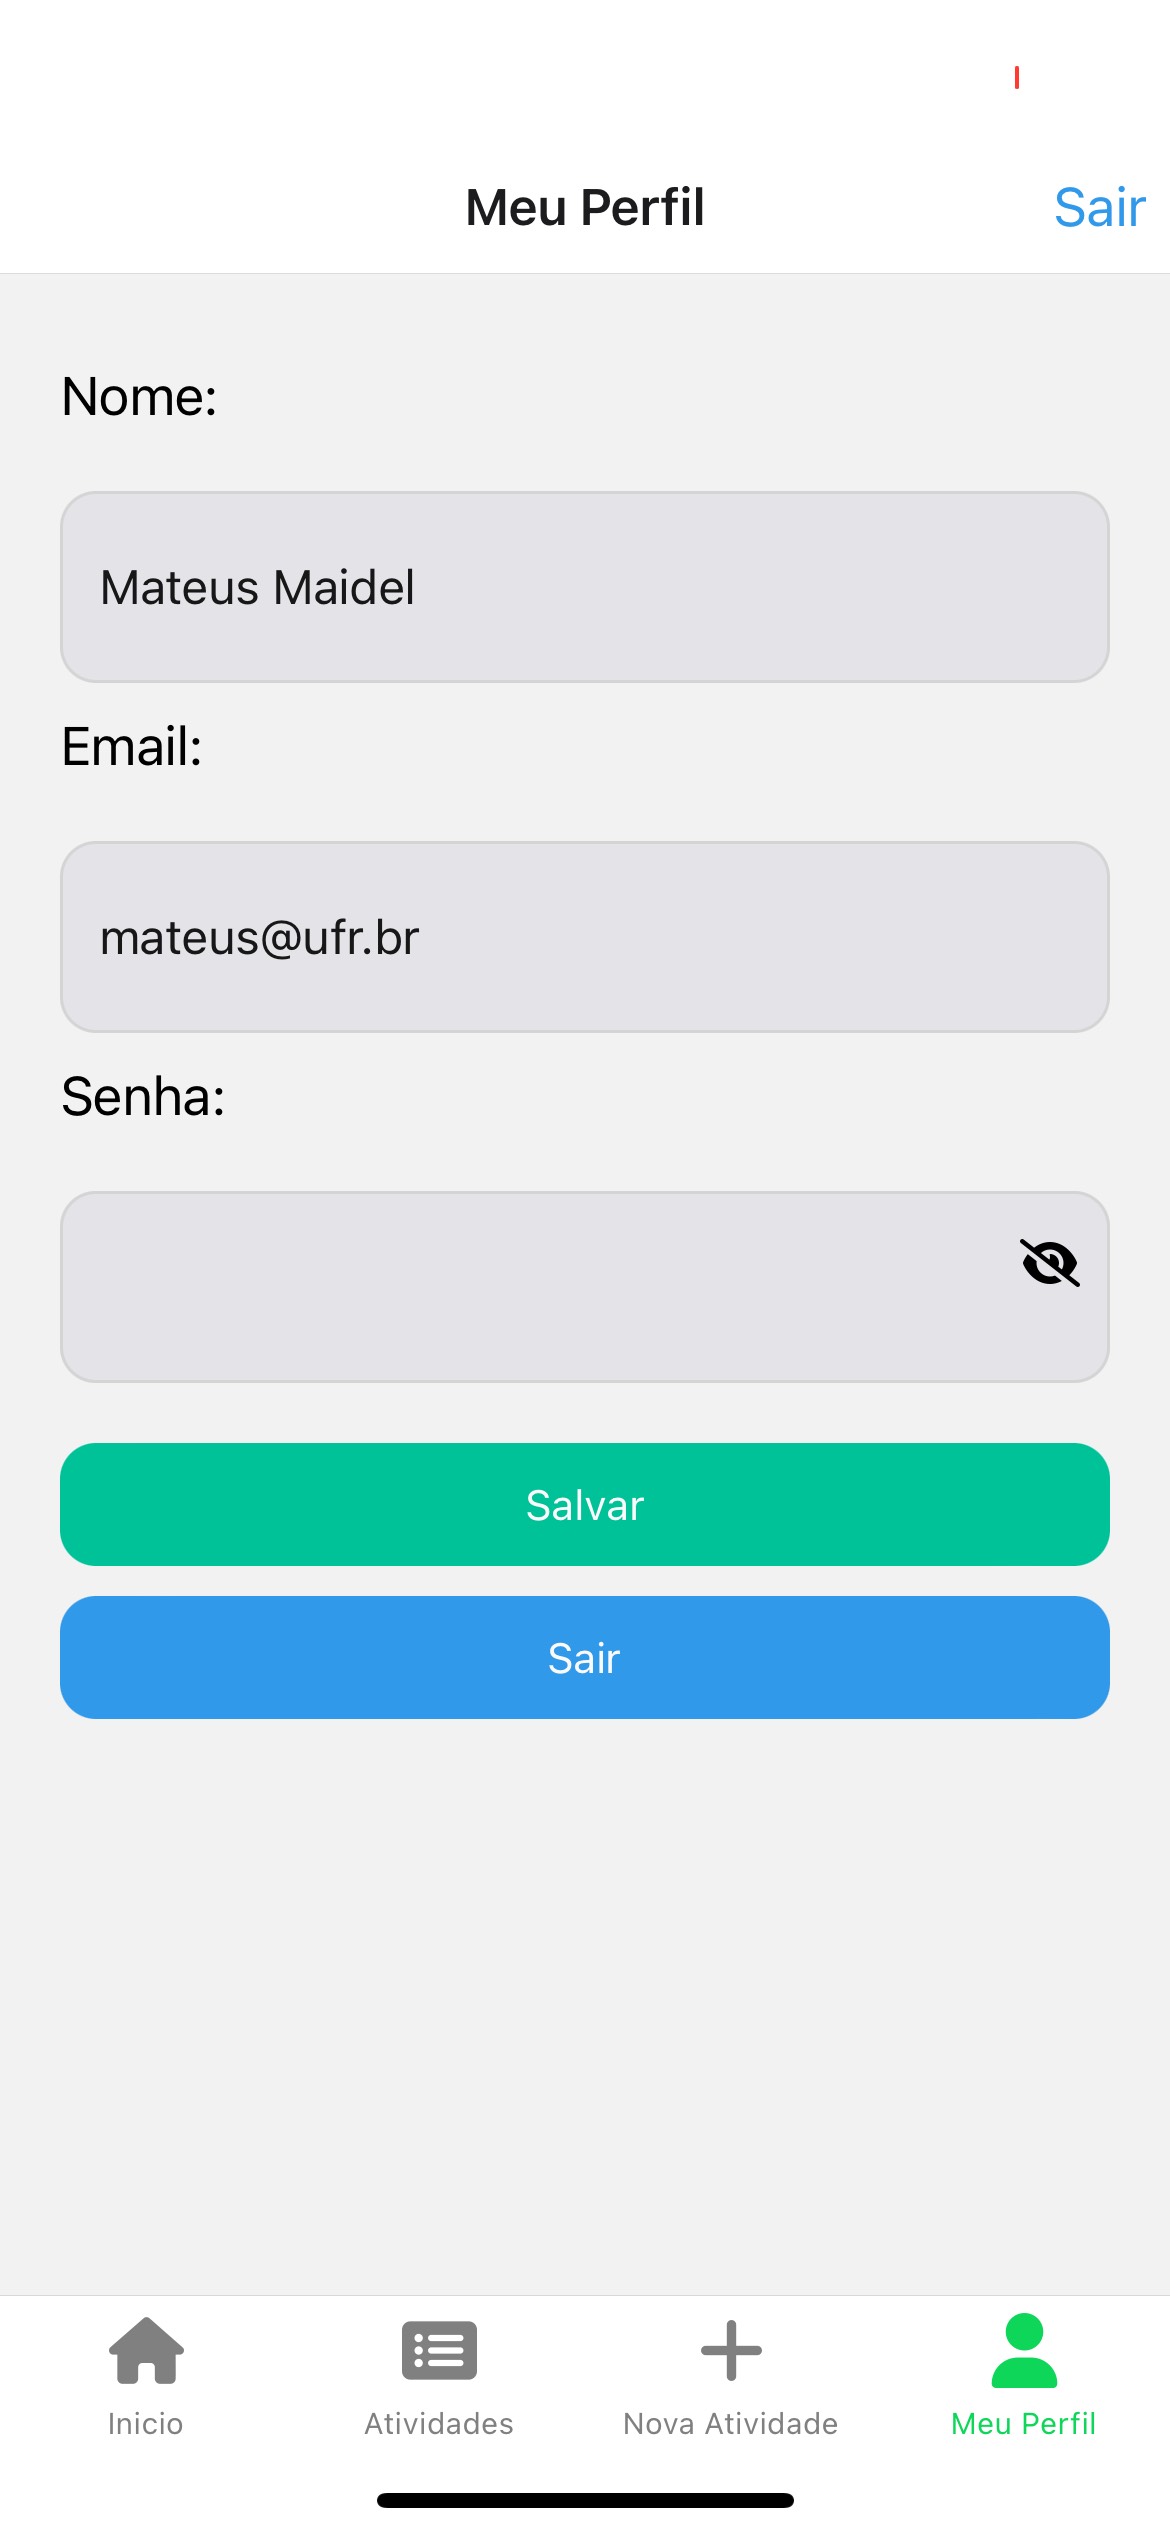 Meu Perfil
Sair
Nome:
Mateus Maidel
Email:
mateus@ufr.br
Senha:
Salvar
Sair
Inicio
Atividades
Nova Atividade
Meu Perfil